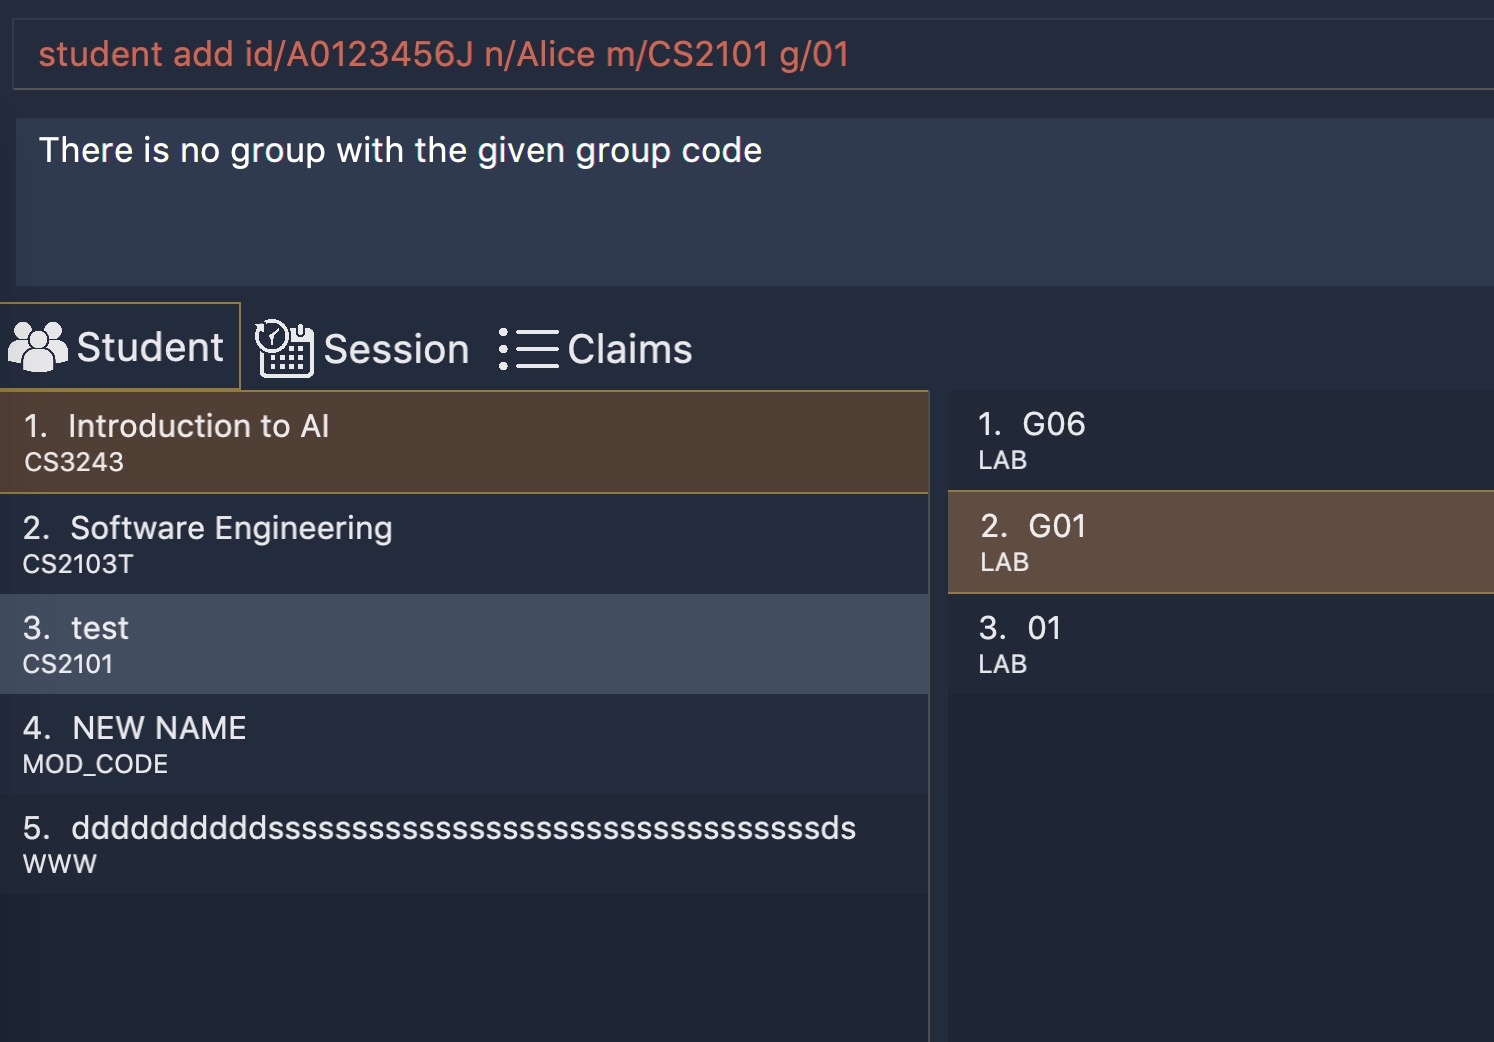 student add id/A0123456J n/Alice m/CS2101 g/01
There is no group with the given group code
Student Session Claims
1. Introduction to AI
CS3243
2. Software Engineering
CS2103T
3. test
CS2101
4. NEW NAME
MOD_CODE
5. ddddddddddsssssssssssssssssssssssssssssssssds
WWW
1. G06
LAB
2. G01
LAB
3. 01
LAB